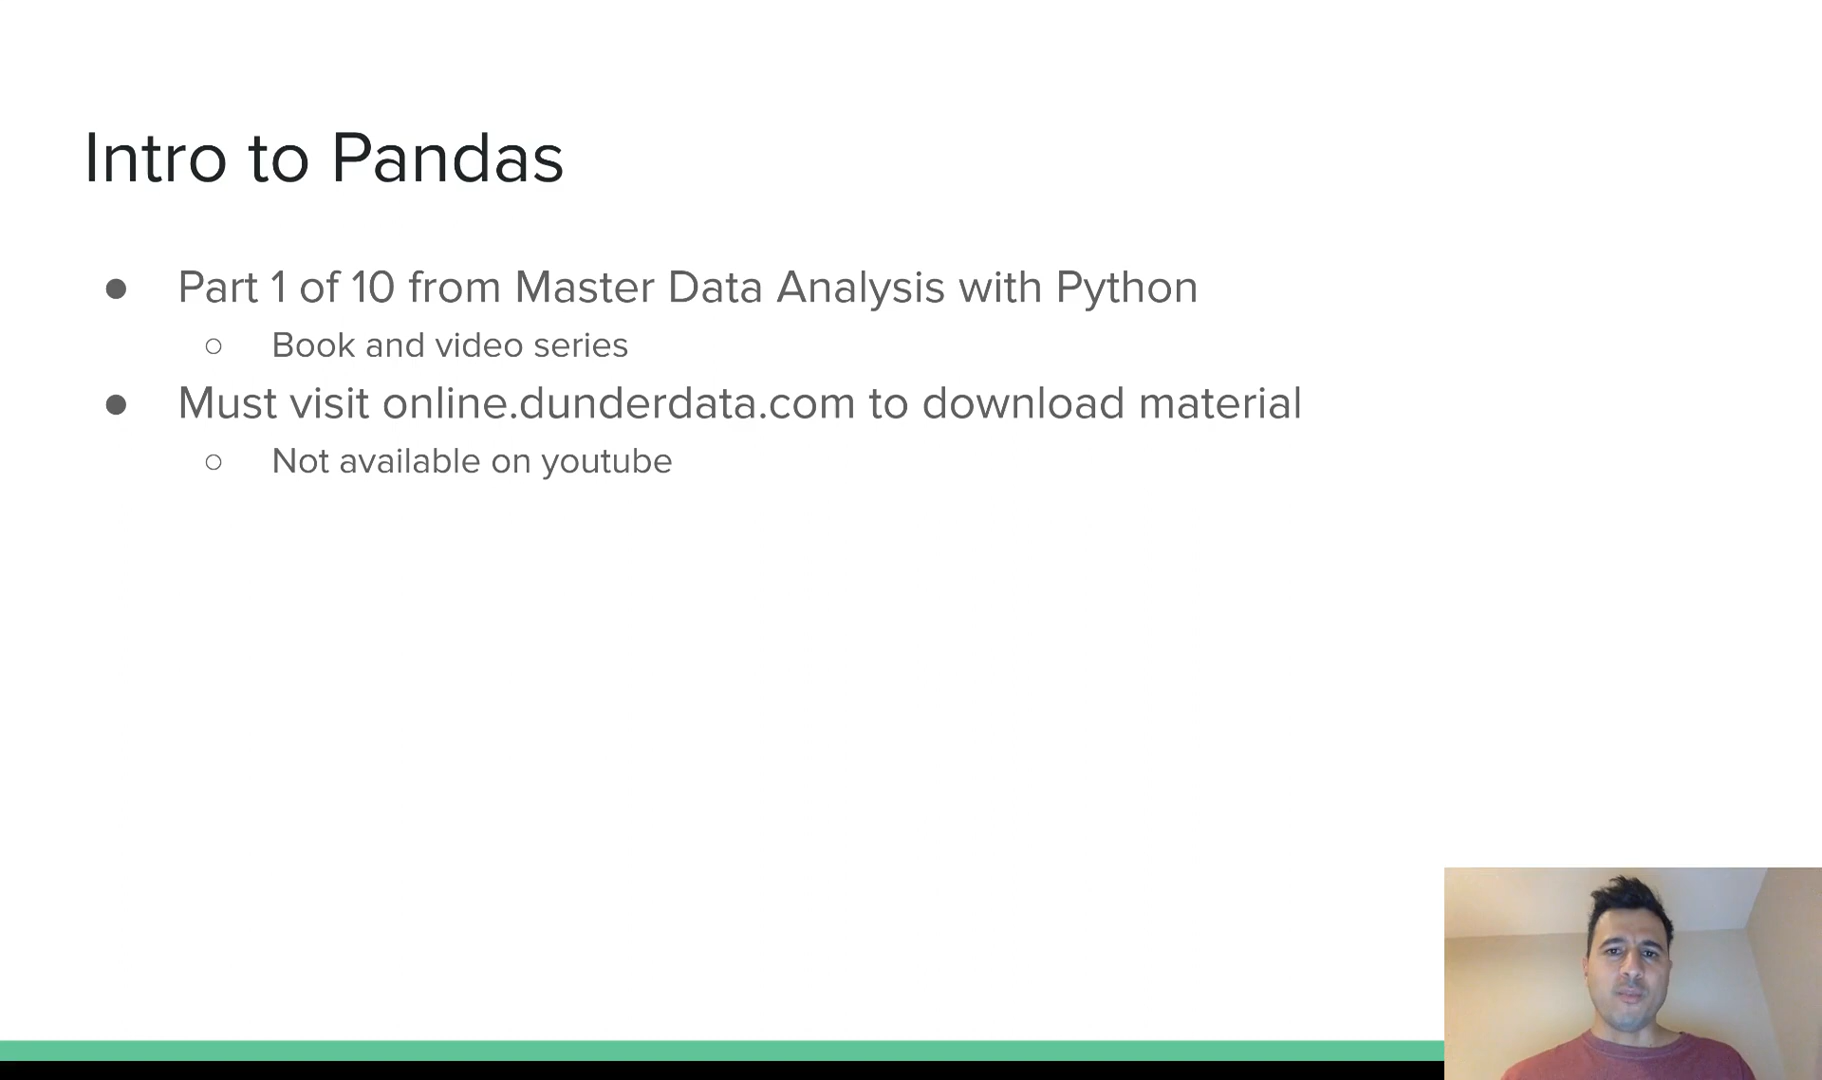 Intro to Pandas
Part 1 of 10 from Master Data Analysis with Python
Book and video series
Must visit online.dunderdata.com to download material
Not available on youtube